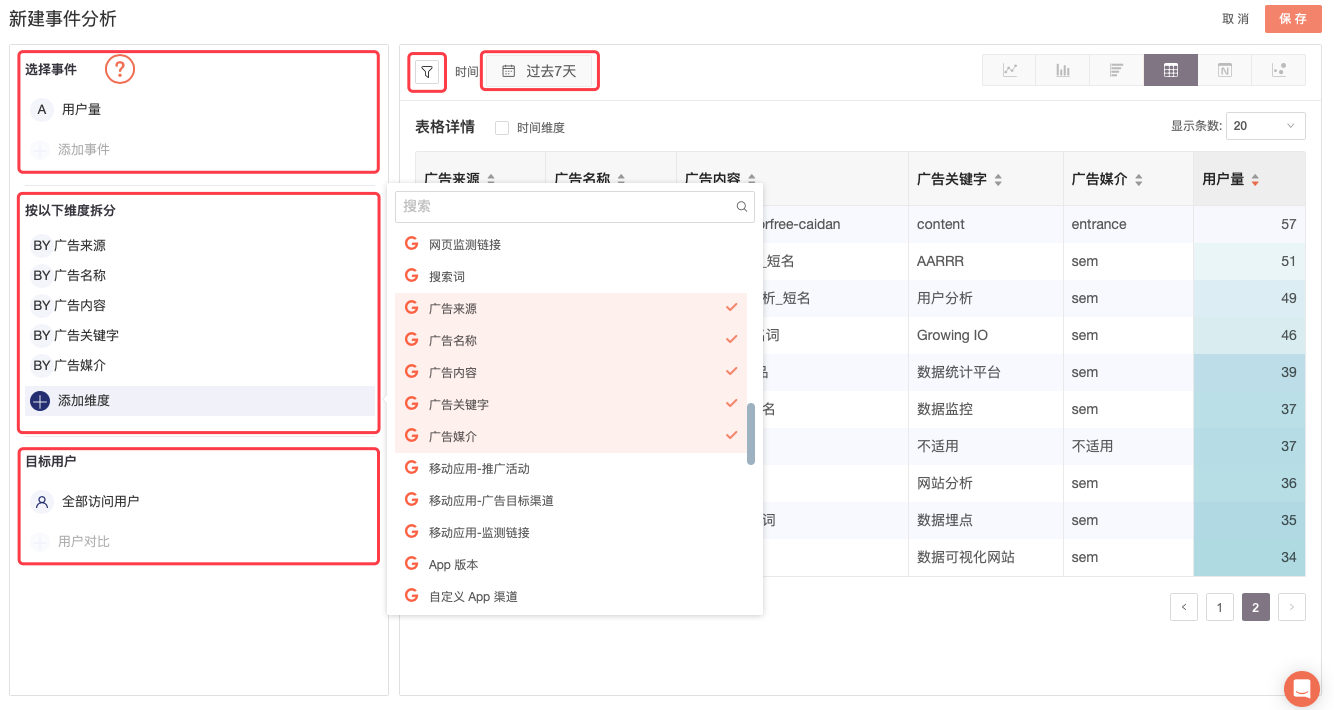 新建事件分析
取 消
保 存
选择事件
?
A 用户量
添加事件
按以下维度拆分
BY 广告来源
BY 广告名称
BY 广告内容
BY 广告关键字
BY 广告媒介
添加维度
目标用户
全部访问用户
用户对比
时间 过去7天
表格详情 时间维度
显示条数: 20
广告来源 广告名称 广告内容 广告关键字 广告媒介 用户量
搜索
网页监测链接
搜索词
广告来源
广告名称
广告内容
广告关键字
广告媒介
移动应用-推广活动
移动应用-广告目标渠道
移动应用-监测链接
App 版本
自定义 App 渠道
orfree-caidan content entrance 57
_短名 AARRR sem 51
析_短名 用户分析 sem 49
词 Growing IO sem 46
数据统计平台 sem 39
名 数据监控 sem 37
不适用 不适用 37
网站分析 sem 36
词 数据埋点 sem 35
数据可视化网站 sem 34
< 1 2 >